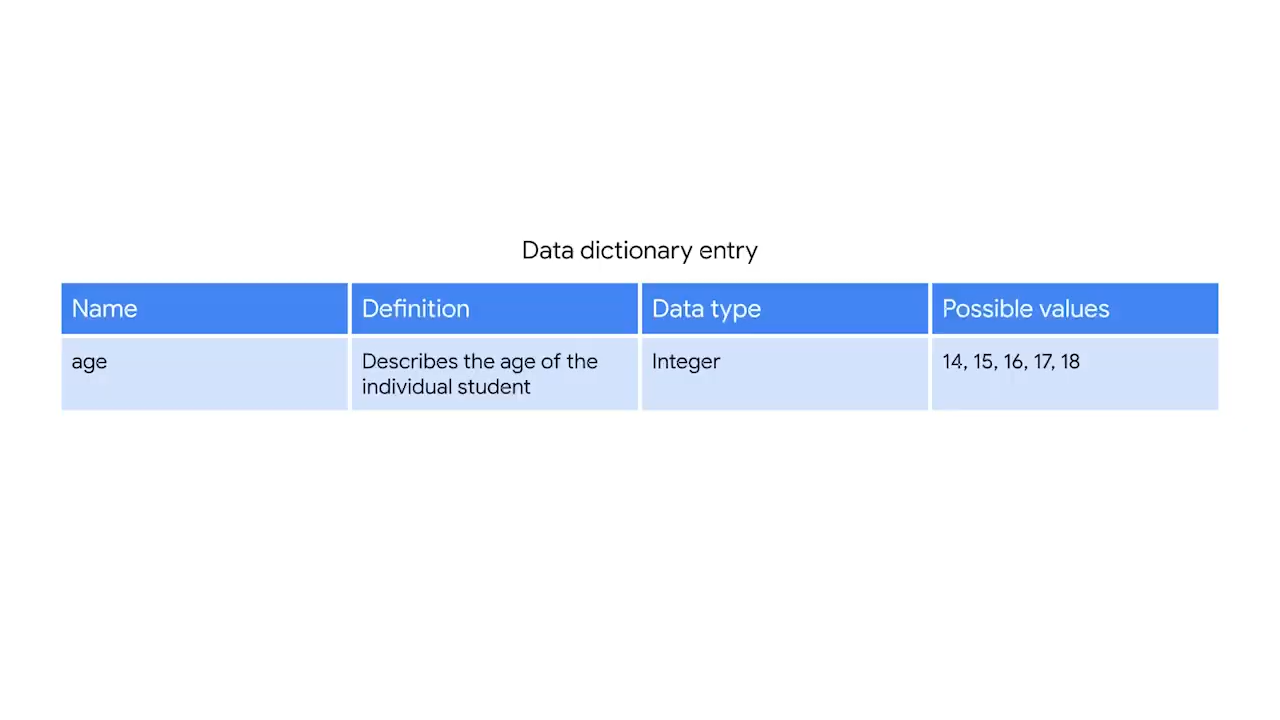 Data dictionary entry
Name Definition Data type Possible values
age Describes the age of the Integer 14, 15, 16, 17, 18
individual student